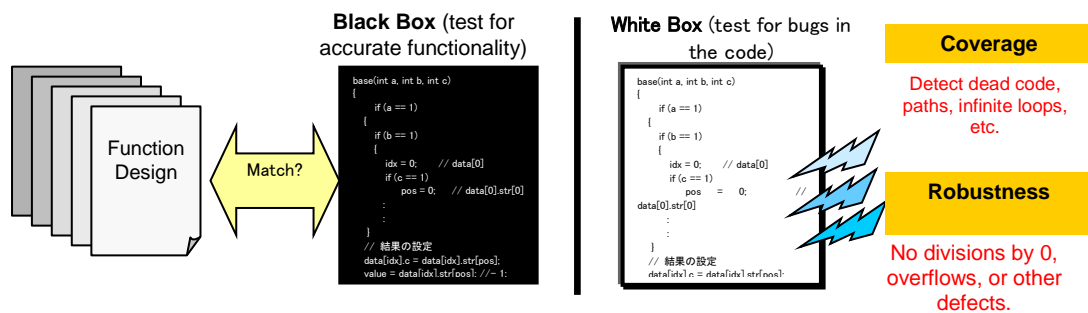 Black Box (test for
accurate functionality)
Function
Design
Match?
base(int a, int b, int c)
{
if (a == 1)
{
if (b == 1)
{
idx = 0; // data[0]
if (c == 1)
pos = 0; // data[0].str[0]
:
:
}
// 結果の設定
data[idx].c = data[idx].str[pos];
value = data[idx].str[pos]; //- 1:
White Box (test for bugs in
the code)
base(int a, int b, int c)
{
if (a == 1)
{
if (b == 1)
{
idx = 0; // data[0]
if (c == 1)
pos = 0; //
data[0].str[0]
:
:
}
// 結果の設定
data[idx].c = data[idx].str[pos];
Coverage
Detect dead code,
paths, infinite loops,
etc.
Robustness
No divisions by 0,
overflows, or other
defects.